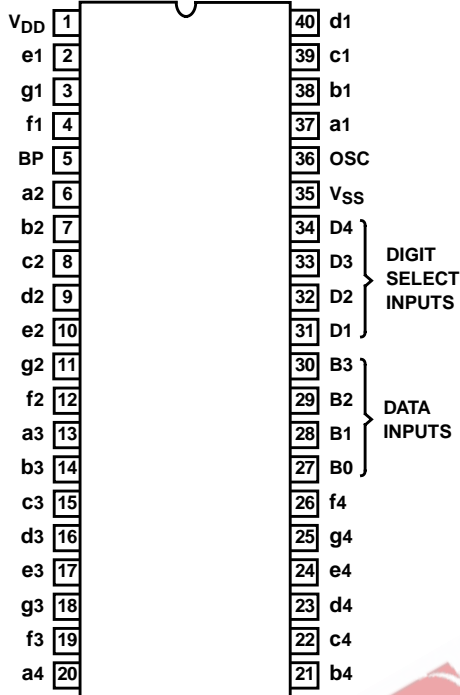 VDD 1 40 d1
e1 2 39 c1
g1 3 38 b1
f1 4 37 a1
BP 5 36 OSC
a2 6 35 VSS
b2 7 34 D4
c2 8 33 D3
d2 9 32 D2
e2 10 31 D1
DIGIT
SELECT
INPUTS
g2 11 30 B3
f2 12 29 B2
a3 13 28 B1
b3 14 27 B0
DATA
INPUTS
c3 15 26 f4
d3 16 25 g4
e3 17 24 e4
g3 18 23 d4
f3 19 22 c4
a4 20 21 b4